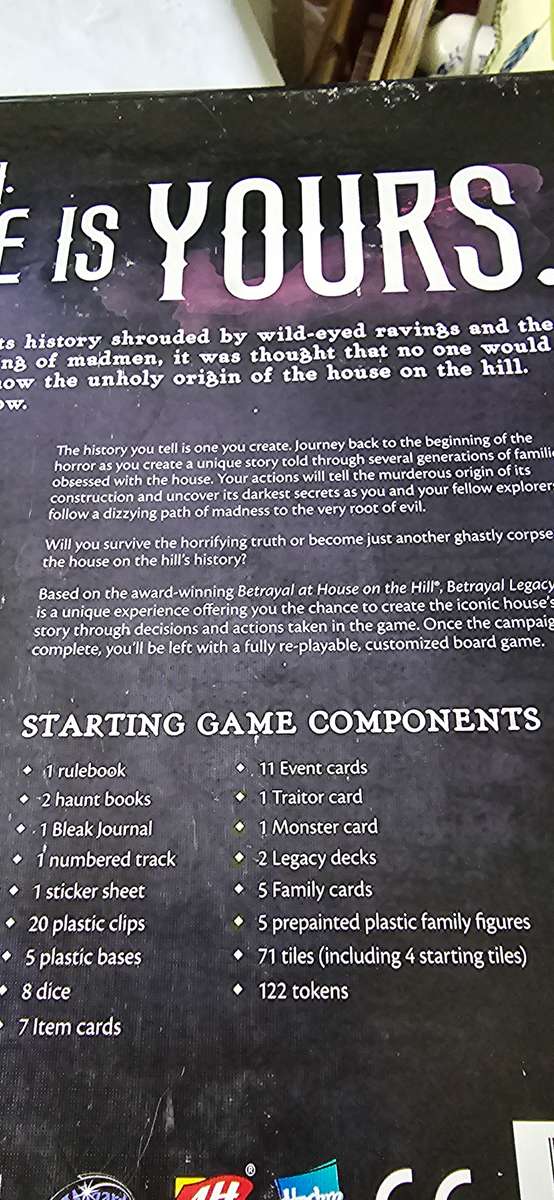 IS YOURS.
its history shrouded by wild-eyed ravings and the
of madmen, it was thought that no one would
the unholy origin of the house on the hill.
The history you tell is one you create. Journey back to the beginning of the
horror as you create a unique story told through several generations of
obsessed with the house. Your actions will tell the murderous origin of its
construction and uncover its darkest secrets as you and your fellow
follow a dizzying path of madness to the very root of evil.
Will you survive the horrifying truth or become just another ghastly corpse
the house on the hill's history?
Based on the award-winning Betrayal at House on the Hill®, Betrayal Legacy
is a unique experience offering you the chance to create the iconic house's
story through decisions and actions taken in the game. Once the
complete, you'll be left with a fully re-playable, customized board game.
STARTING GAME COMPONENTS
◆ 1 rulebook
◆ 2 haunt books
◆ 1 Bleak Journal
◆ 1 numbered track
◆ 1 sticker sheet
◆ 20 plastic clips
◆ 5 plastic bases
◆ 8 dice
◆ 7 Item cards
◆ 11 Event cards
◆ 1 Traitor card
◆ 1 Monster card
◆ 2 Legacy decks
◆ 5 Family cards
◆ 5 prepainted plastic family figures
◆ 71 tiles (including 4 starting tiles)
◆ 122 tokens
AH®
CE